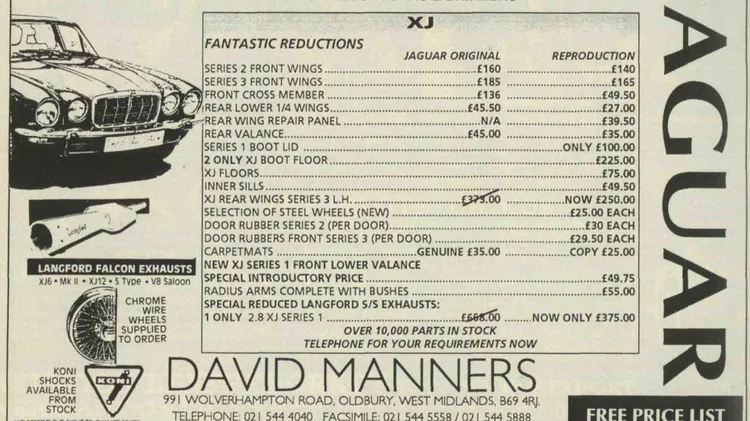 XJ
FANTASTIC REDUCTIONS
JAGUAR ORIGINAL REPRODUCTION
SERIES 2 FRONT WINGS £160 £140
SERIES 3 FRONT WINGS £185 £165
FRONT CROSS MEMBER £136 £49.50
REAR LOWER 1/4 WINGS £45.50 £27.00
REAR WING REPAIR PANEL N/A £39.50
REAR VALANCE £45.00 £35.00
SERIES 1 BOOT LID ONLY £100.00
2 ONLY XJ BOOT FLOOR £225.00
XJ FLOORS £75.00
INNER SILLS £49.50
XJ REAR WINGS SERIES 3 L.H. £373.00 NOW £250.00
SELECTION OF STEEL WHEELS (NEW) £25.00 EACH
DOOR RUBBER SERIES 2 (PER DOOR) £30 EACH
DOOR RUBBERS FRONT SERIES 3 (PER DOOR) £29.50 EACH
CARPETMATS GENUINE £35.00 COPY £25.00
NEW XJ SERIES 1 FRONT LOWER VALANCE
SPECIAL INTRODUCTORY PRICE £49.75
RADIUS ARMS COMPLETE WITH BUSHES £55.00
SPECIAL REDUCED LANGFORD S/S EXHAUSTS:
1 ONLY 2.8 XJ SERIES 1 £668.00 NOW ONLY £375.00
OVER 10,000 PARTS IN STOCK
TELEPHONE FOR YOUR REQUIREMENTS NOW
Langford
LANGFORD FALCON EXHAUSTS
XJ6 • Mk II • XJ12 • S Type • V8 Saloon
CHROME
WIRE
WHEELS
SUPPLIED
TO ORDER
KONI
SHOCKS
AVAILABLE
FROM
STOCK
KONI
DAVID MANNERS
991 WOLVERHAMPTON ROAD, OLDBURY, WEST MIDLANDS, B69 4RJ.
TELEPHONE: 021 544 4040 FACSIMILE: 021 544 5558 / 021 544 5888
AGUAR
FREE PRICE LIST